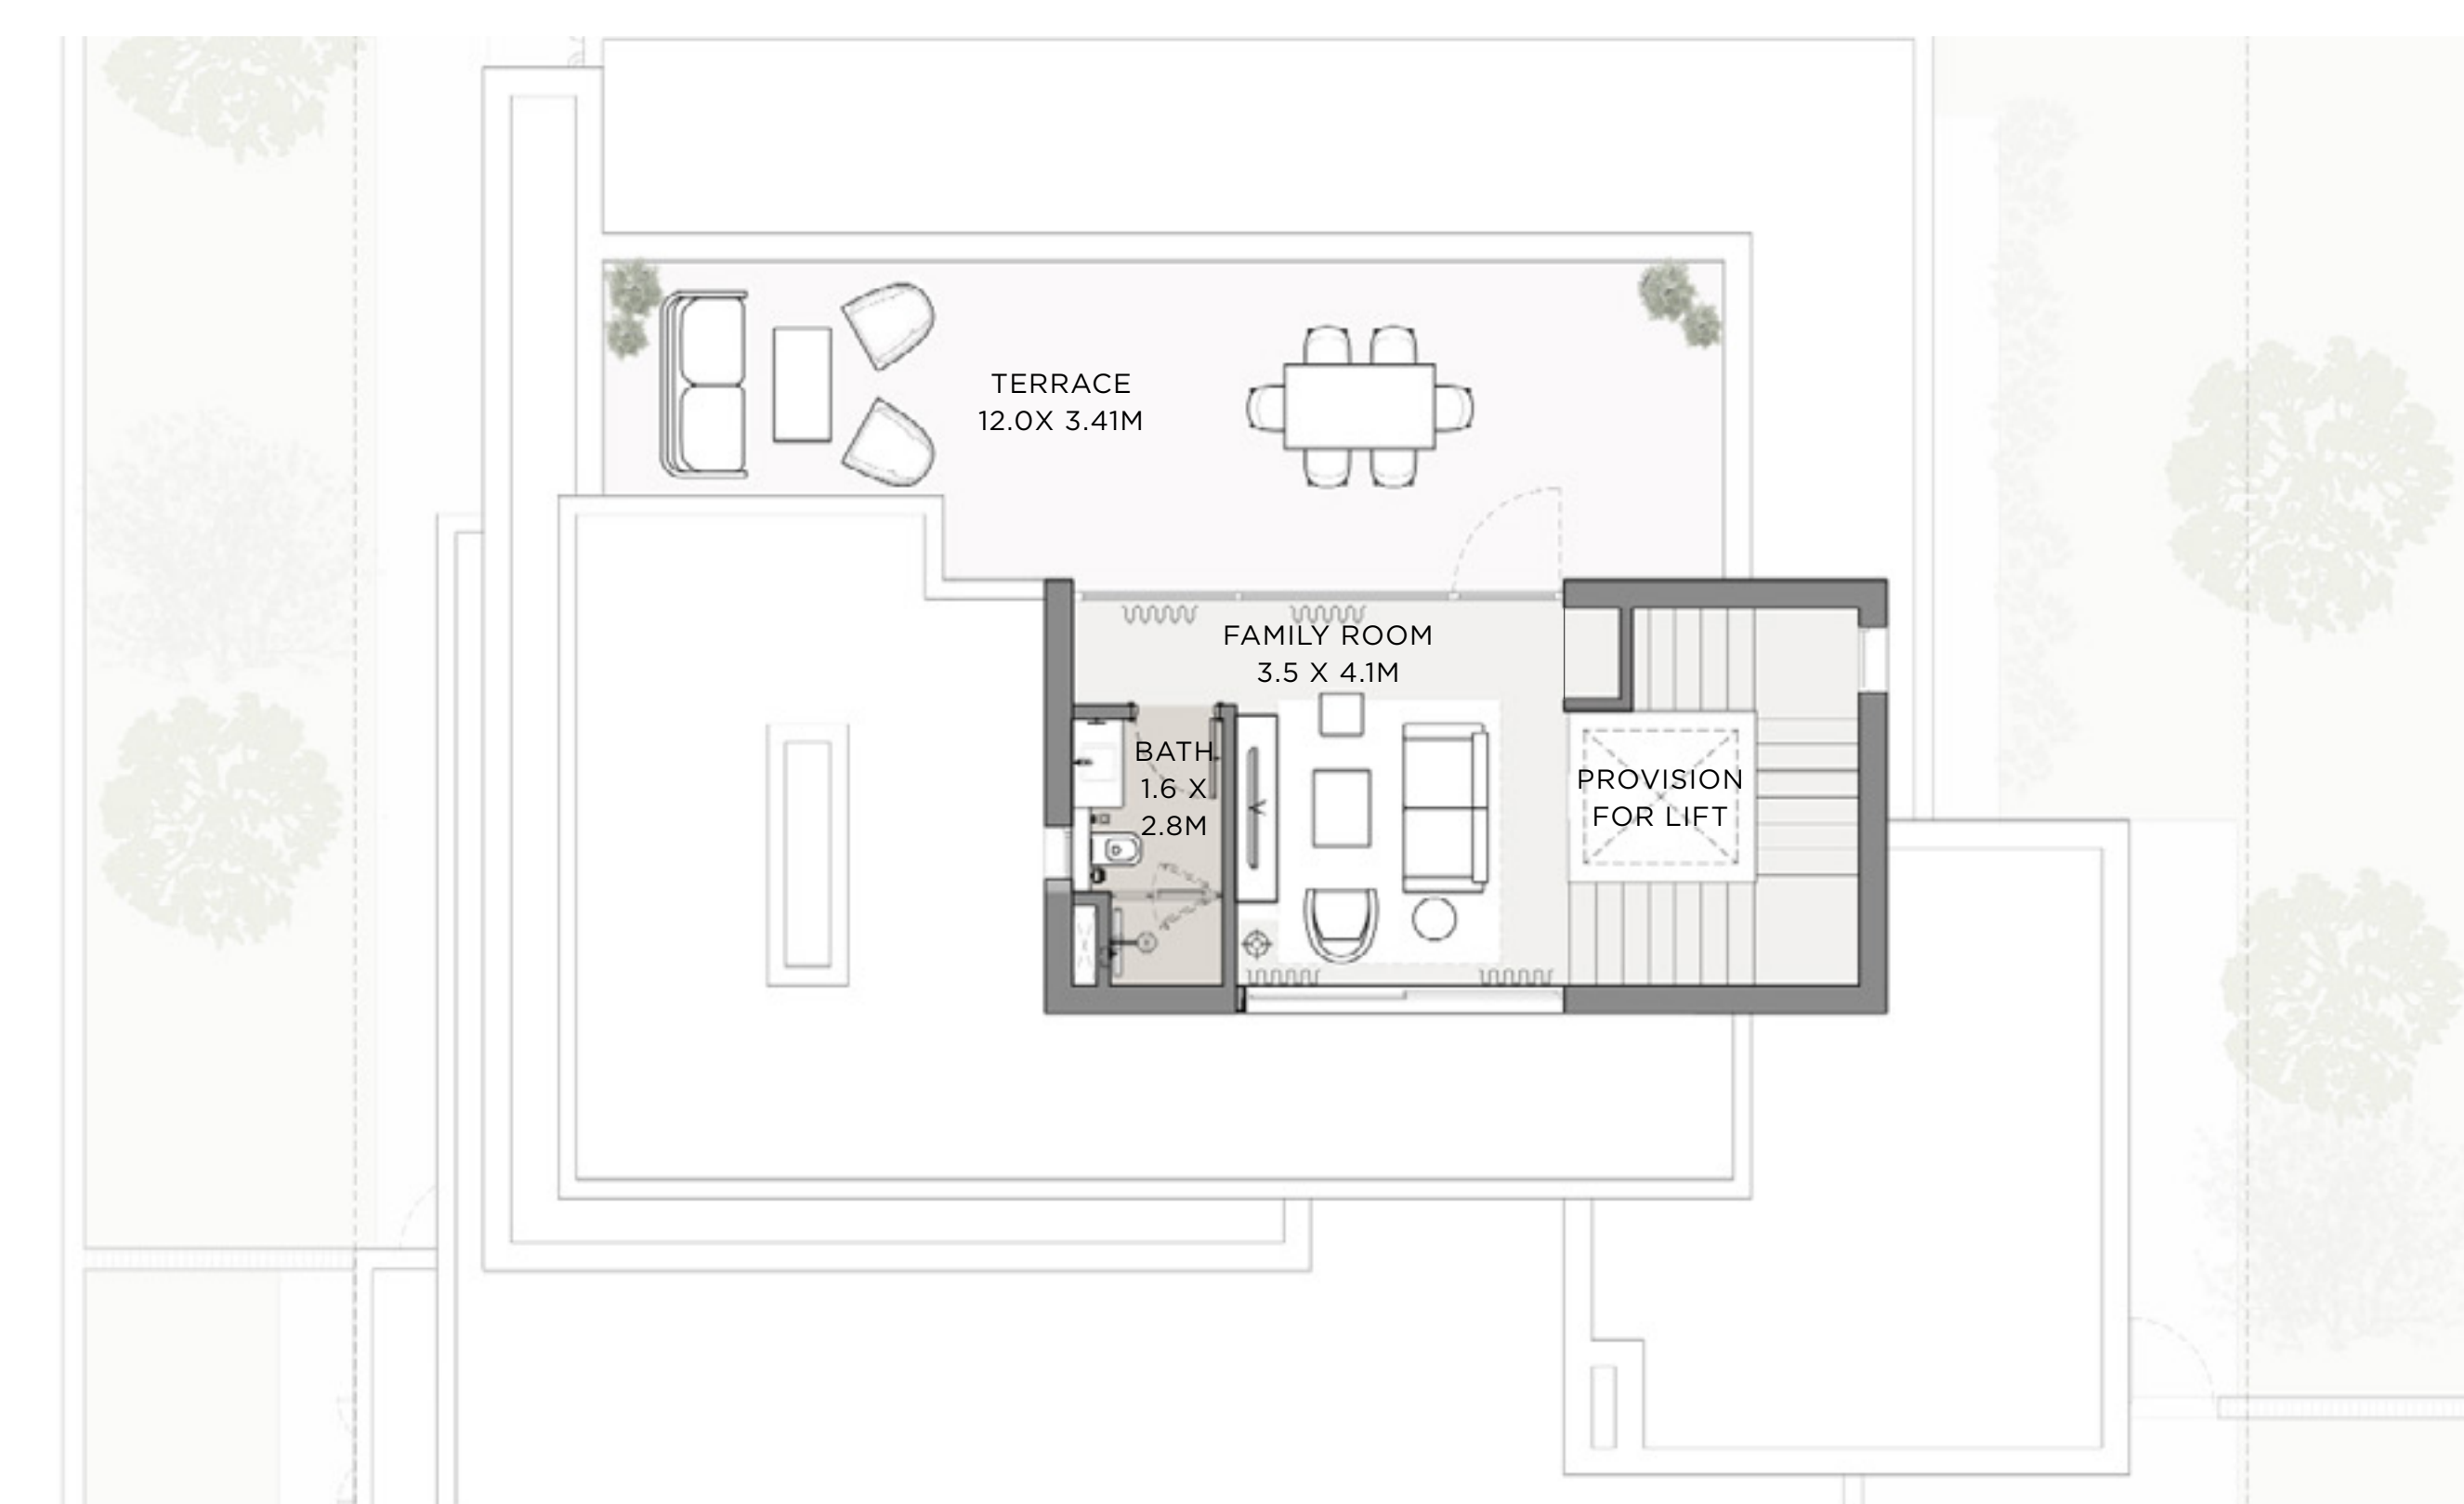 TERRACE
12.0X 3.41M
FAMILY ROOM
3.5 X 4.1M
BATH
1.6 X
2.8M
PROVISION
FOR LIFT